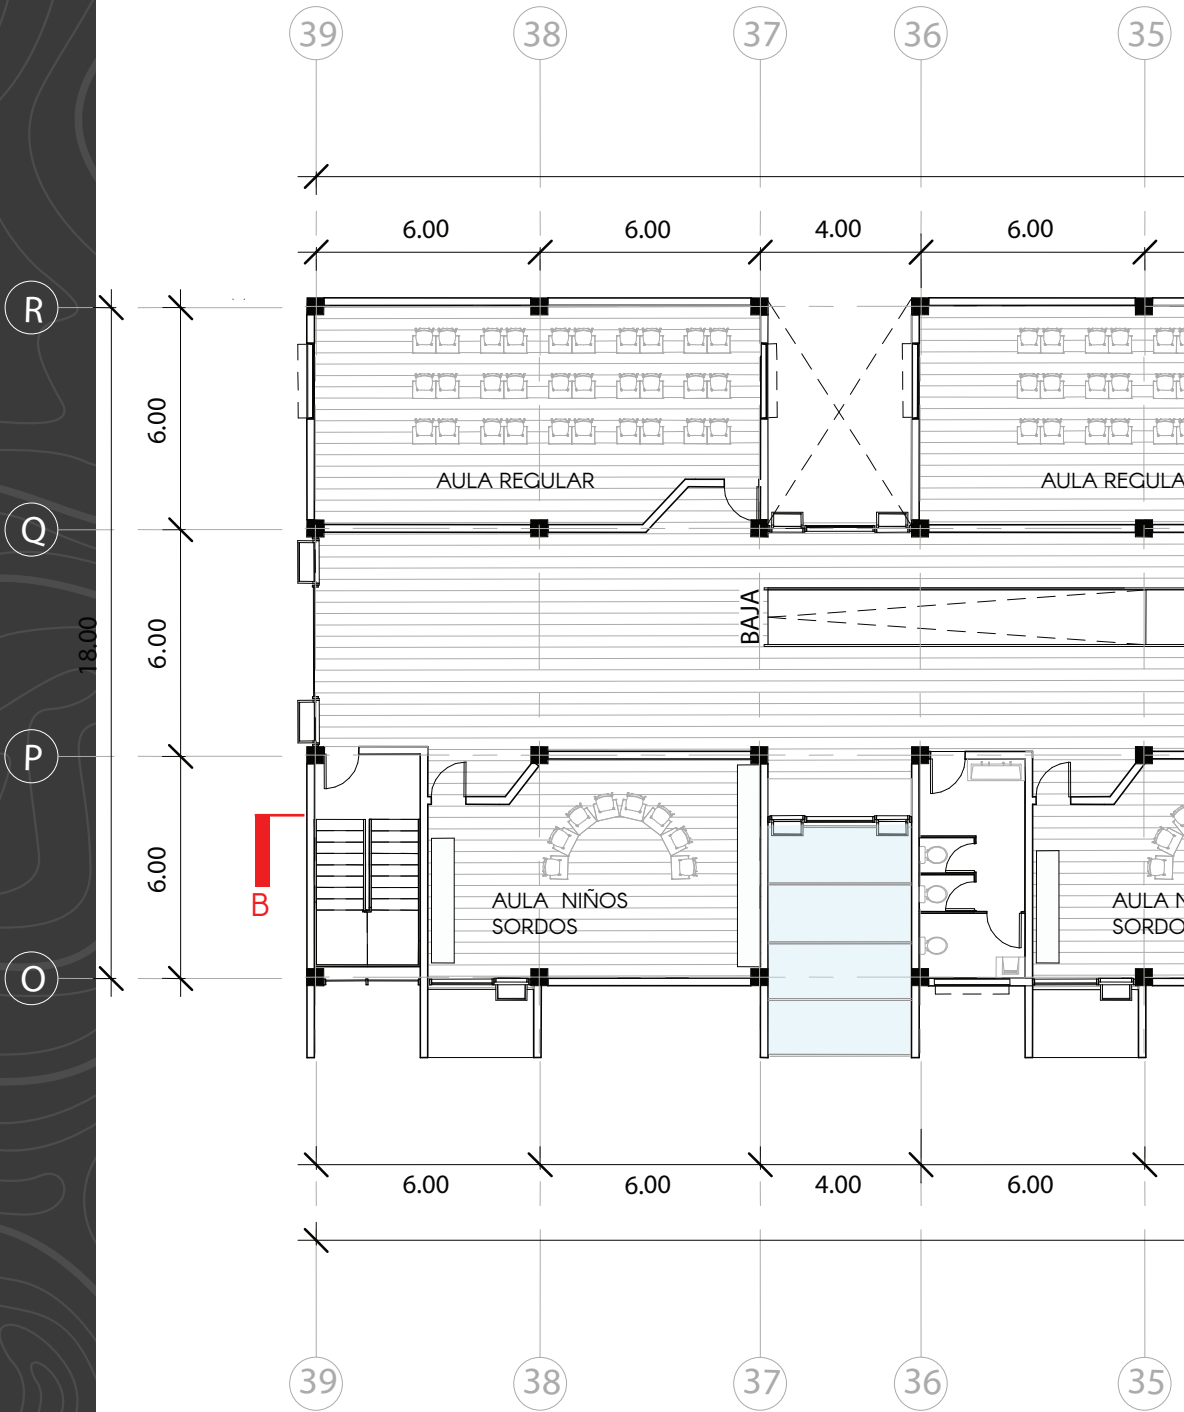 39 38 37 36 35
6.00 6.00 4.00 6.00
R
6.00
AULA REGULAR
AULA REGULA
Q
BAJA
18.00
6.00
P
6.00
B
AULA NIÑOS
SORDOS
AULA N
SORDO
O
6.00 6.00 4.00 6.00
39 38 37 36 35